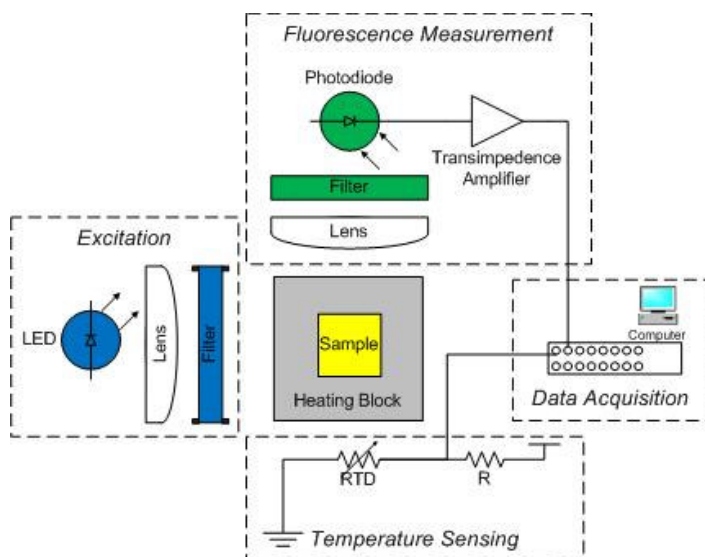 Fluorescence Measurement
Photodiode
Transimpedence
Amplifier
Filter
Lens
Excitation
LED
Lens
Filter
Sample
Heating Block
Computer
Data Acquisition
RTD
R
Temperature Sensing